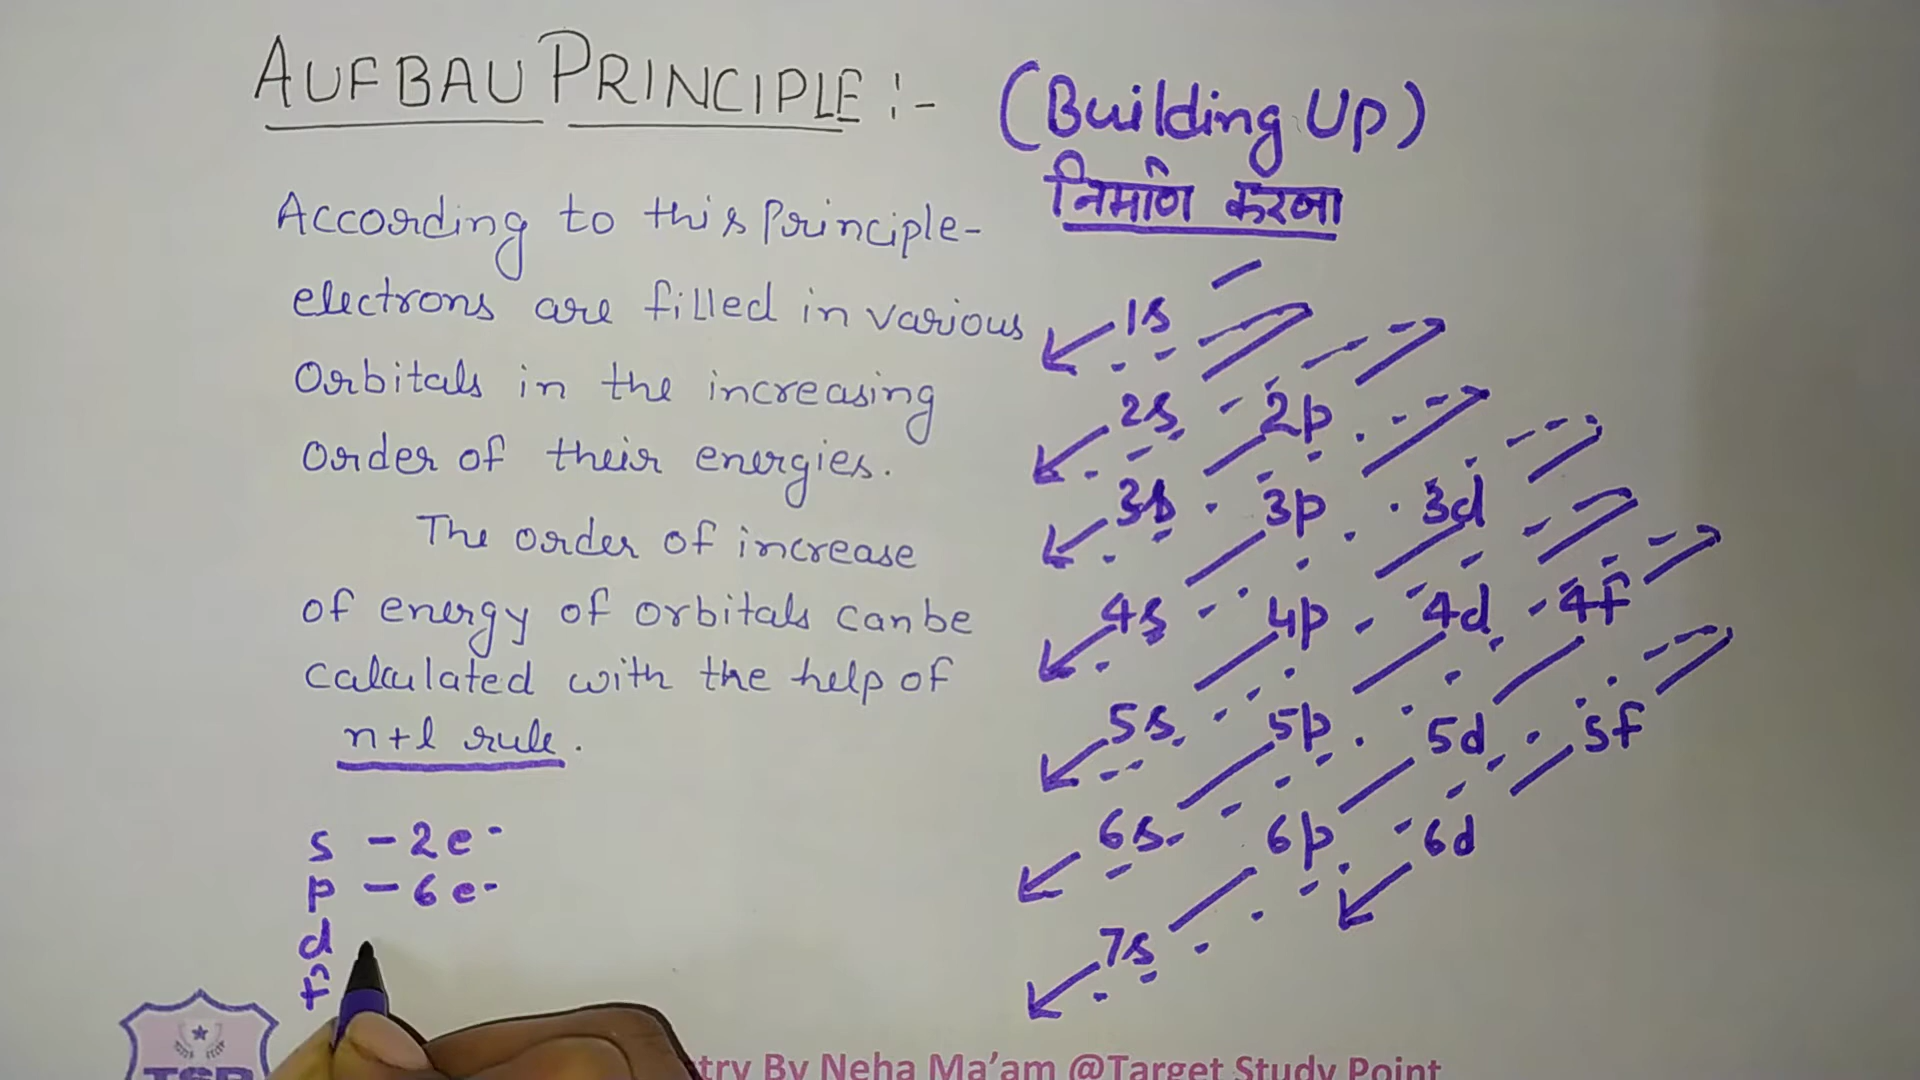 AUFBAU PRINCIPLE :- (Building Up)
निर्माण करना
According to this Principle-
electrons are filled in various
Orbitals in the increasing
Order of their energies.
The order of increase
of energy of orbitals can be
calculated with the help of
n+l rule.
s - 2e-
p - 6e-
d
f
1s
2s 2p
3s 3p 3d
4s 4p 4d 4f
5s 5p 5d 5f
6s 6p 6d
7s
By Neha Ma'am @Target Study Point